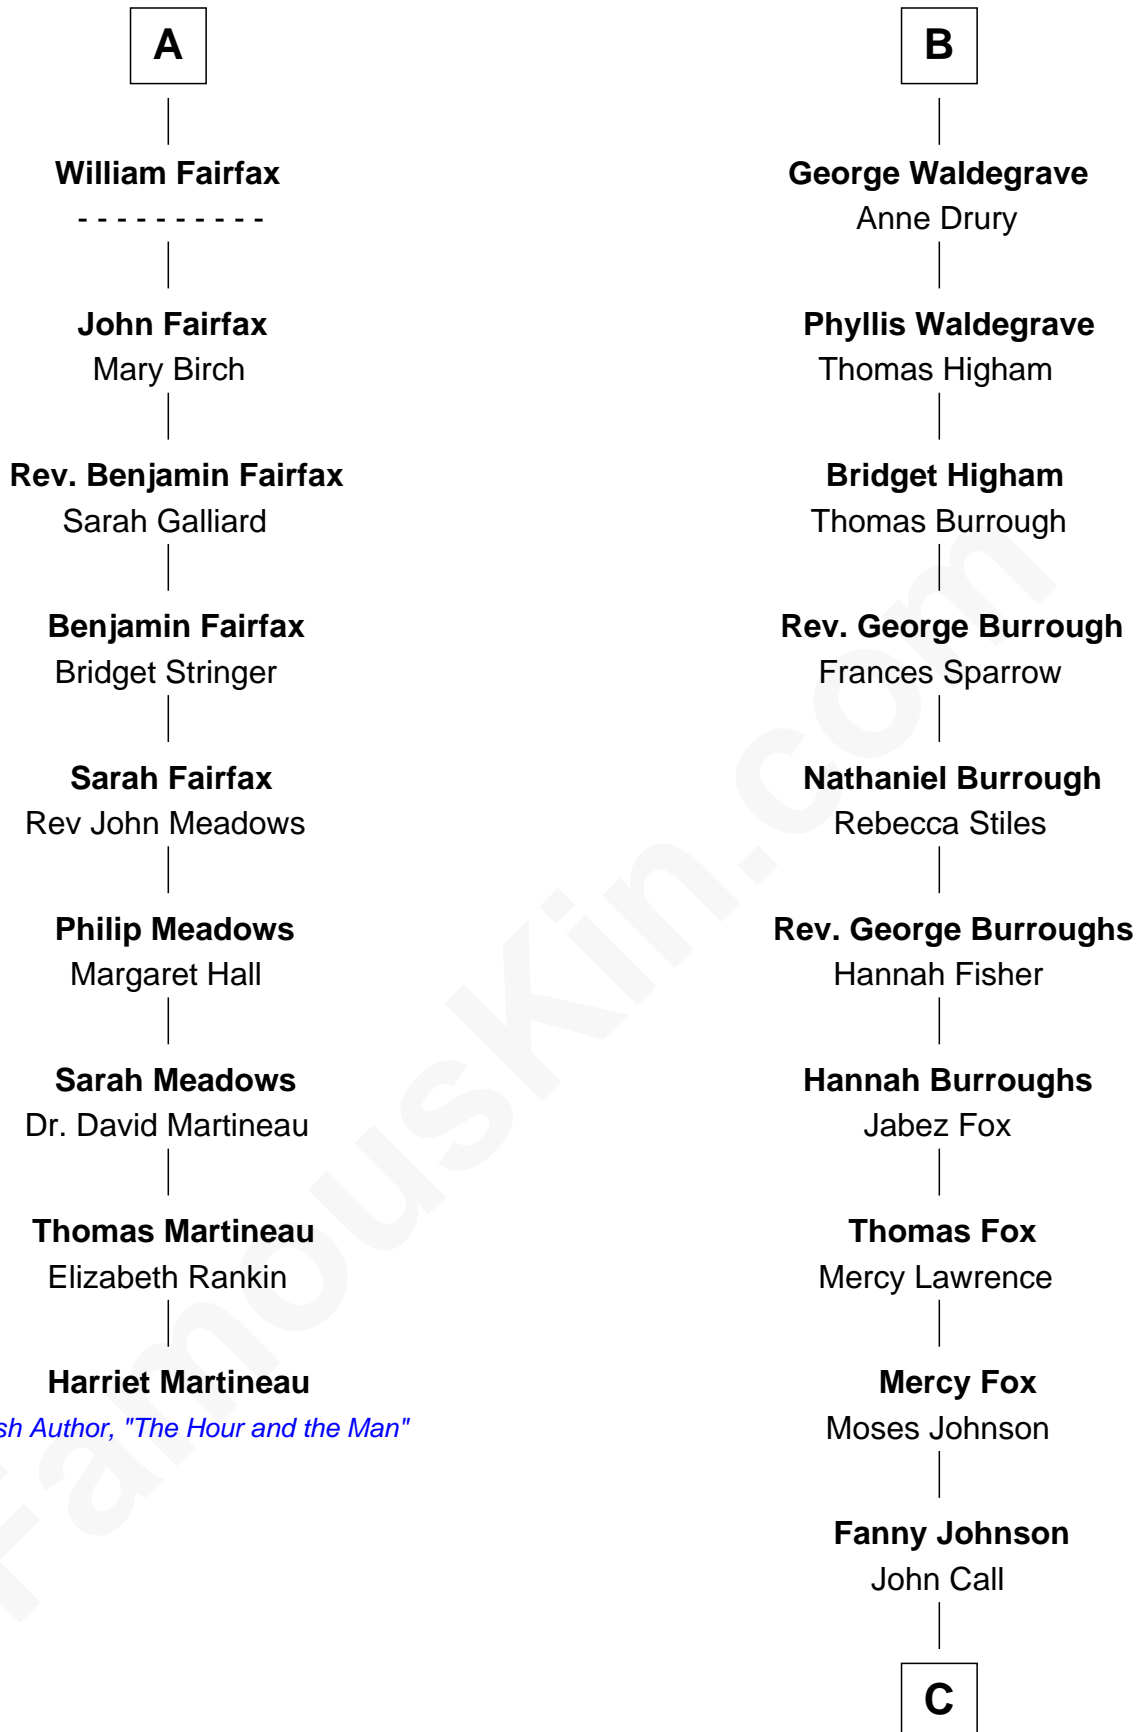 A
William Fairfax
- - - - - - - - - -
John Fairfax
Mary Birch
Rev. Benjamin Fairfax
Sarah Galliard
Benjamin Fairfax
Bridget Stringer
Sarah Fairfax
Rev John Meadows
Philip Meadows
Margaret Hall
Sarah Meadows
Dr. David Martineau
Thomas Martineau
Elizabeth Rankin
Harriet Martineau
sh Author, "The Hour and the Man"
B
George Waldegrave
Anne Drury
Phyllis Waldegrave
Thomas Higham
Bridget Higham
Thomas Burrough
Rev. George Burrough
Frances Sparrow
Nathaniel Burrough
Rebecca Stiles
Rev. George Burroughs
Hannah Fisher
Hannah Burroughs
Jabez Fox
Thomas Fox
Mercy Lawrence
Mercy Fox
Moses Johnson
Fanny Johnson
John Call
C
FamousKin.com